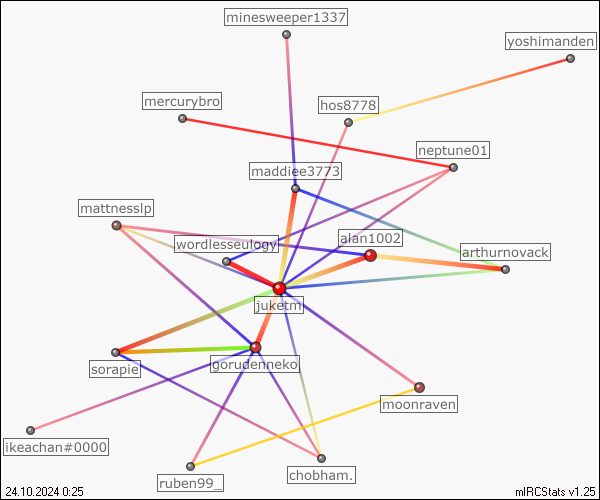 minesweeper1337
yoshimanden
mercurybro
hos8778
neptune01
maddiee3773
mattnesslp
alan1002
wordlesseulogy
arthurnovack
juketm
sorapie
gorudenneko
moonraven
ikeachan#0000
chobham.
ruben99_
24.10.2024 0:25
mIRCStats v1.25